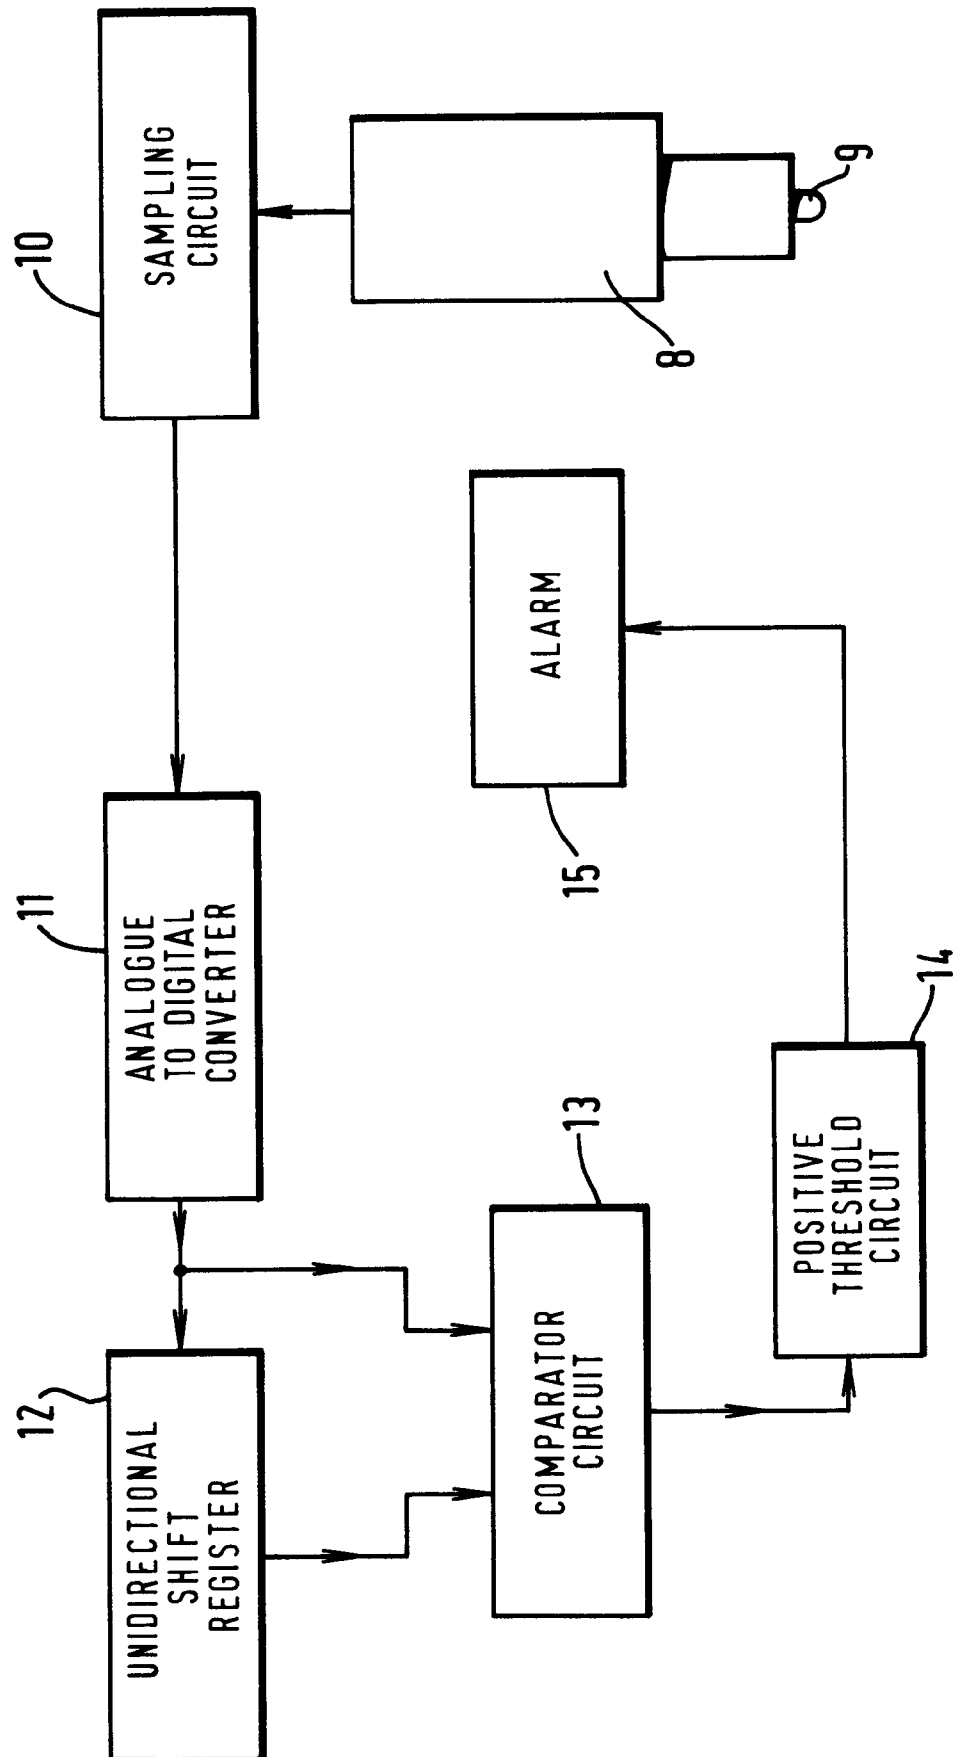 10
SAMPLING
CIRCUIT
8
9
11
ANALOGUE
TO DIGITAL
CONVERTER
15
ALARM
12
UNIDIRECTIONAL
SHIFT
REGISTER
13
COMPARATOR
CIRCUIT
14
POSITIVE
THRESHOLD
CIRCUIT